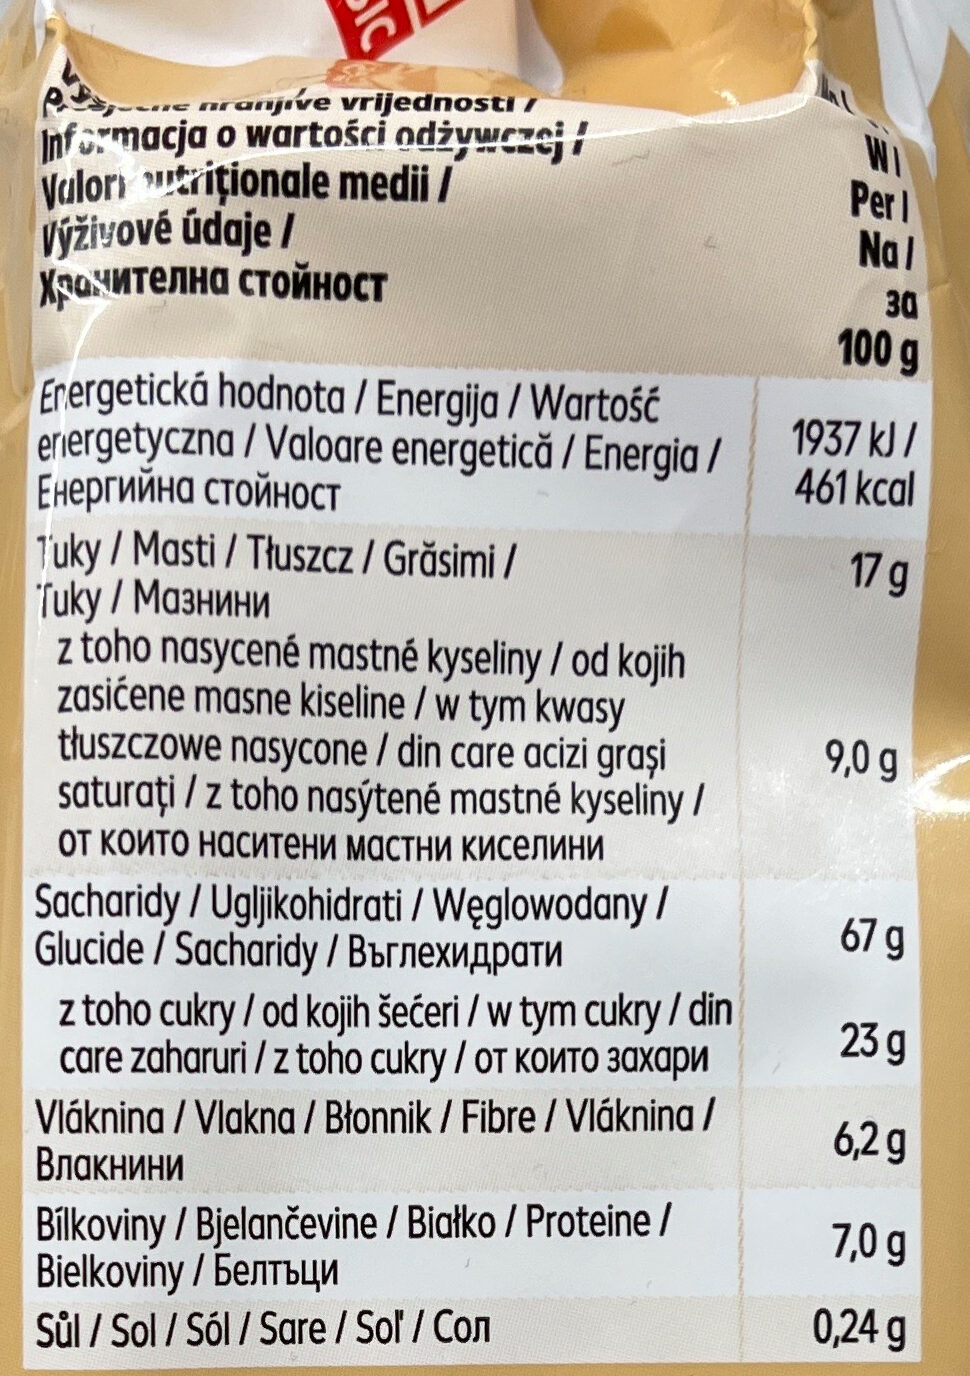 hranjive vrijednosti /
Informacja o wartości odżywczej /
Valori nutriționale medii /
Výživové údaje /
Хранителна стойност
W /
Per /
Na /
за
100 g
Energetická hodnota / Energija / Wartość
energetyczna / Valoare energetică / Energia /
Енергийна стойност
1937 kJ /
461 kcal
Tuky / Masti / Tłuszcz / Grăsimi /
Tuky / Мазнини
17 g
z toho nasycené mastné kyseliny / od kojih
zasićene masne kiseline / w tym kwasy
tłuszczowe nasycone / din care acizi grași
saturați / z toho nasýtené mastné kyseliny /
от които наситени мастни киселини
9,0 g
Sacharidy / Ugljikohidrati / Węglowodany /
Glucide / Sacharidy / Въглехидрати
67 g
z toho cukry / od kojih šećeri / w tym cukry / din
care zaharuri / z toho cukry / от които захари
23 g
Vláknina / Vlakna / Błonnik / Fibre / Vláknina /
Влакнини
6,2 g
Bílkoviny / Bjelančevine / Białko / Proteine /
Bielkoviny / Белтъци
7,0 g
Sůl / Sol / Sól / Sare / Soľ / Сол
0,24 g